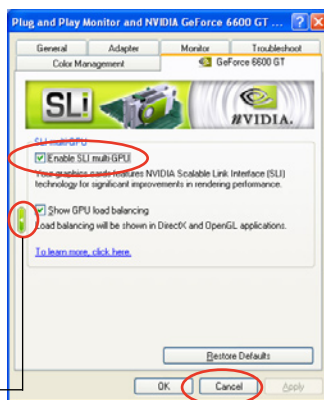 Plug and Play Monitor and NVIDIA GeForce 6600 GT ...
General Adapter Monitor Troubleshoot
Color Management GeForce 6600 GT
SLi
nVIDIA.
SLI multi-GPU
Enable SLI multi-GPU
Your graphics cards features NVIDIA Scalable Link Interface (SLI)
technology for significant improvements in rendering performance.
Show GPU load balancing
Load balancing will be shown in DirectX and OpenGL applications.
To learn more, click here.
Restore Defaults
OK Cancel Apply